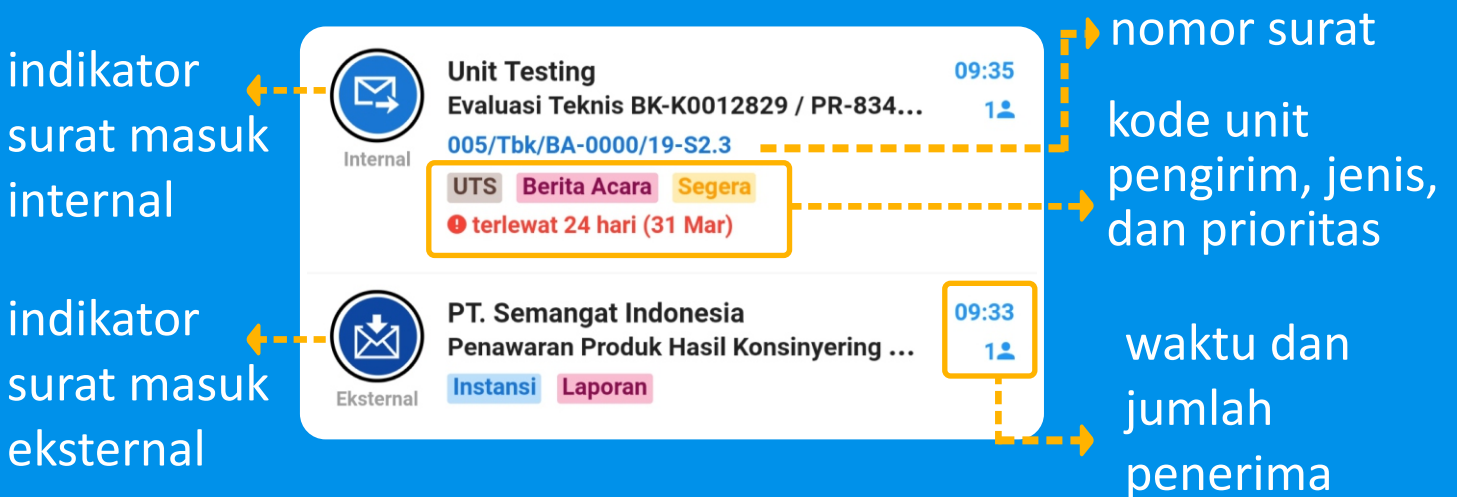 indikator
surat masuk
internal
indikator
surat masuk
eksternal
Internal
Unit Testing
Evaluasi Teknis BK-K0012829 / PR-834...
005/Tbk/BA-0000/19-S2.3
UTS Berita Acara Segera
terlewat 24 hari (31 Mar)
09:35
1
Eksternal
PT. Semangat Indonesia
Penawaran Produk Hasil Konsinyering ...
Instansi Laporan
09:33
1
nomor surat
kode unit
pengirim, jenis,
dan prioritas
waktu dan
jumlah
penerima